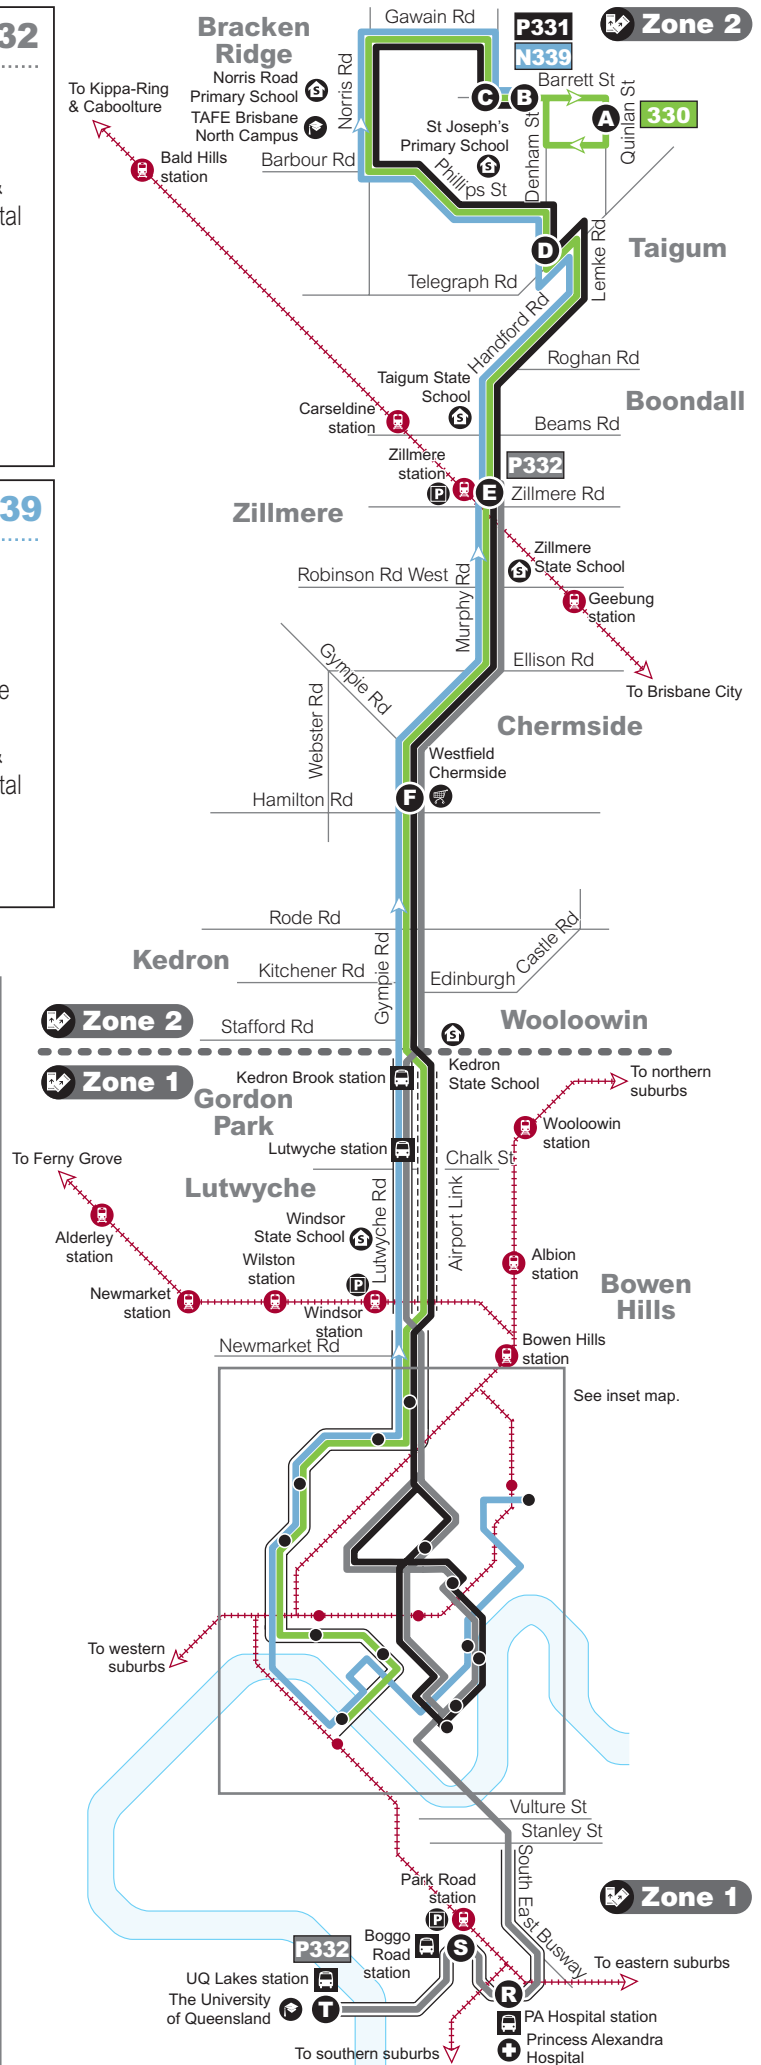 32
tal
39
e
tal
Gawain Rd
Bracken
Ridge
P331
N339
Zone 2
Norris Road
Primary School
TAFE Brisbane
North Campus
Norris Rd
Barbour Rd
To Kippa-Ring
& Caboolture
Bald Hills
station
C
B
Barrett St
A
330
Quinlan St
Denham St
St Joseph's
Primary School
Phillips St
D
Lemke Rd
Taigum
Telegraph Rd
Handford Rd
Roghan Rd
Taigum State
School
Boondall
Carseldine
station
Beams Rd
Zillmere
station
P
P332
E
Zillmere Rd
Zillmere
Zillmere
State School
Robinson Rd West
Murphy Rd
Geebung
station
Ellison Rd
Gympie Rd
Webster Rd
To Brisbane City
Chermside
Westfield
Chermside
Hamilton Rd
F
Rode Rd
Kedron
Kitchener Rd
Gympie Rd
Edinburgh Castle Rd
Zone 2
Stafford Rd
Wooloowin
Zone 1
Kedron Brook station
Kedron
State School
To northern
suburbs
Gordon
Park
Wooloowin
station
Lutwyche station
Chalk St
To Ferny Grove
Lutwyche
Alderley
station
Windsor
State School
Lutwyche Rd
Airport Link
Wilston
station
Albion
station
Newmarket
station
P
Windsor
station
Bowen
Hills
Newmarket Rd
Bowen Hills
station
See inset map.
To western
suburbs
Vulture St
Stanley St
South East Busway
Park Road
station
P
Zone 1
P332
Boggo
Road
station
S
To eastern suburbs
UQ Lakes station
The University
of Queensland
T
R
PA Hospital station
Princess Alexandra
Hospital
To southern suburbs